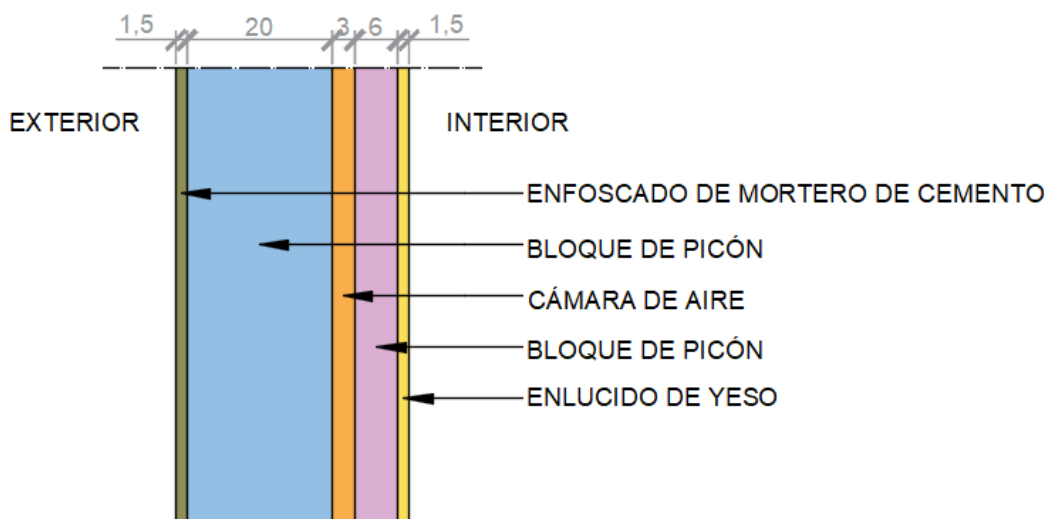 1,5 20 3 6 1,5
EXTERIOR INTERIOR
ENFOSCADO DE MORTERO DE CEMENTO
BLOQUE DE PICÓN
CÁMARA DE AIRE
BLOQUE DE PICÓN
ENLUCIDO DE YESO